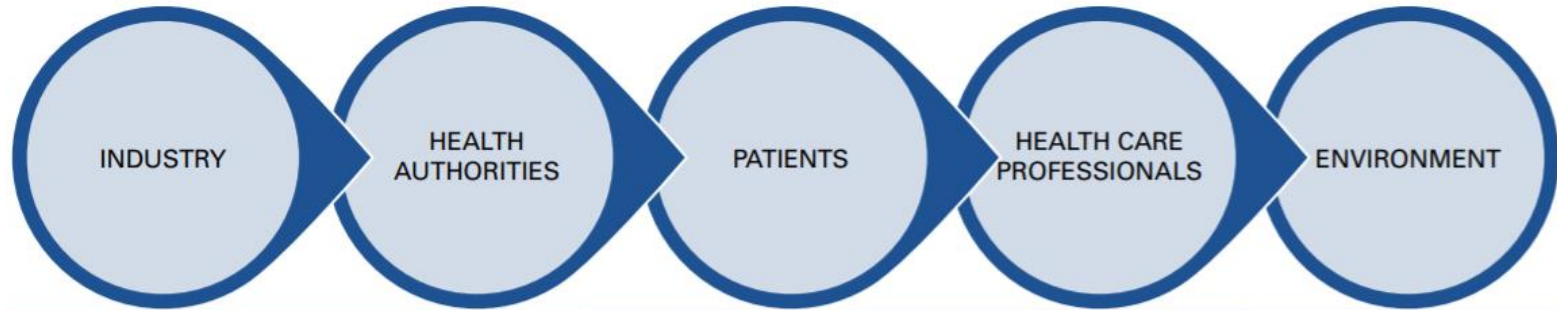 INDUSTRY
HEALTH
AUTHORITIES
PATIENTS
HEALTH CARE
PROFESSIONALS
ENVIRONMENT